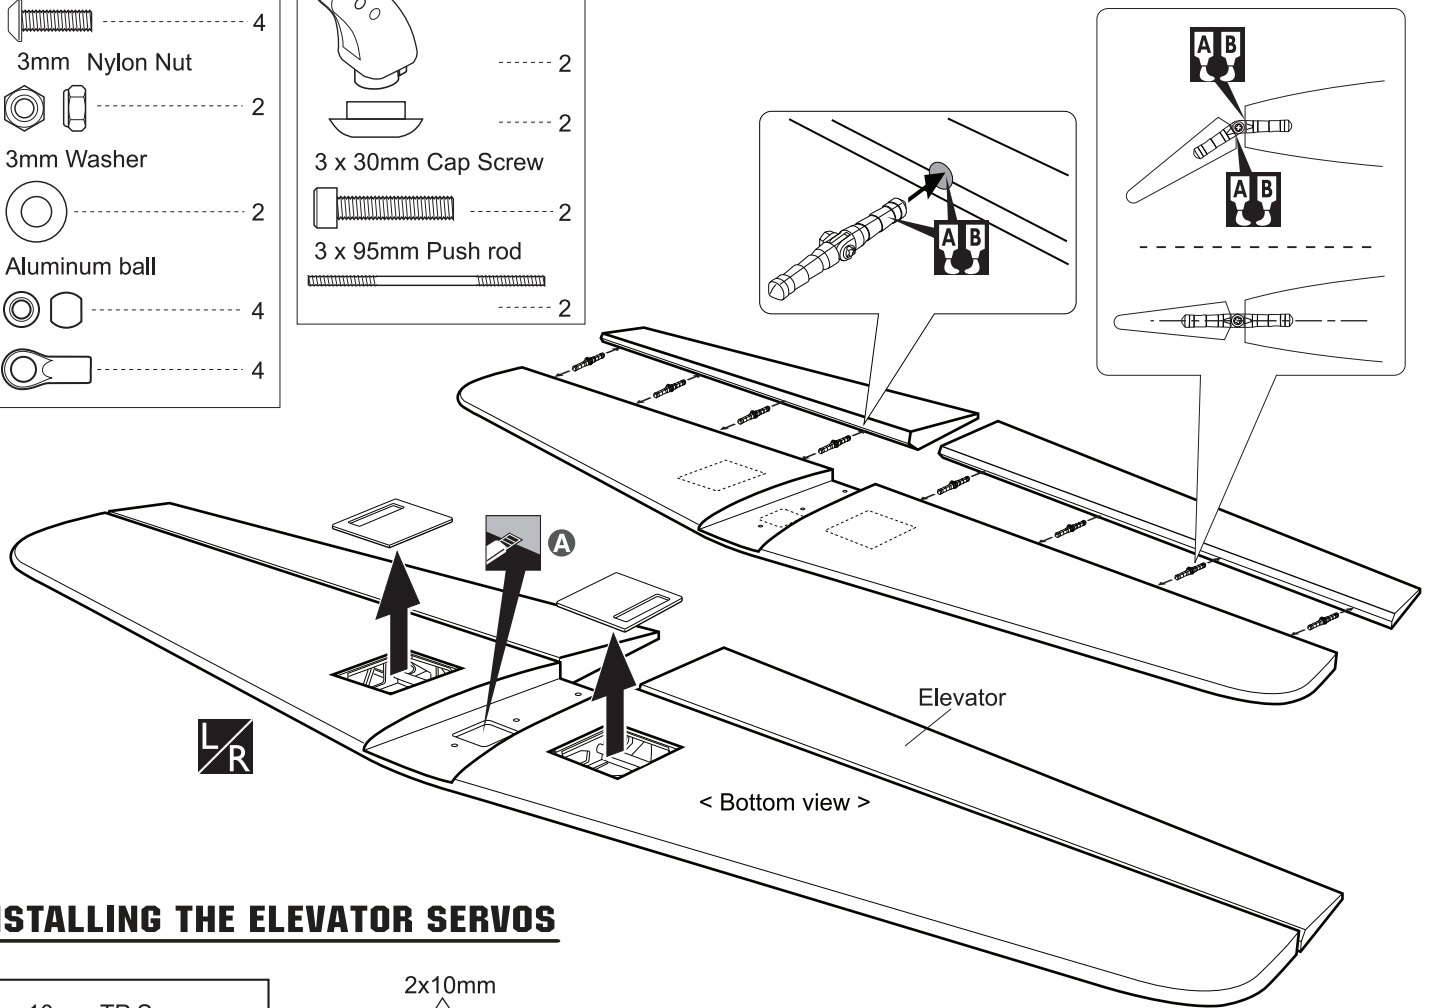 4
3mm Nylon Nut
2
3mm Washer
2
Aluminum ball
4
4
2
2
3 x 30mm Cap Screw
2
3 x 95mm Push rod
2
A B
A B
A B
A
L/R
Elevator
< Bottom view >
STALLING THE ELEVATOR SERVOS
2x10mm